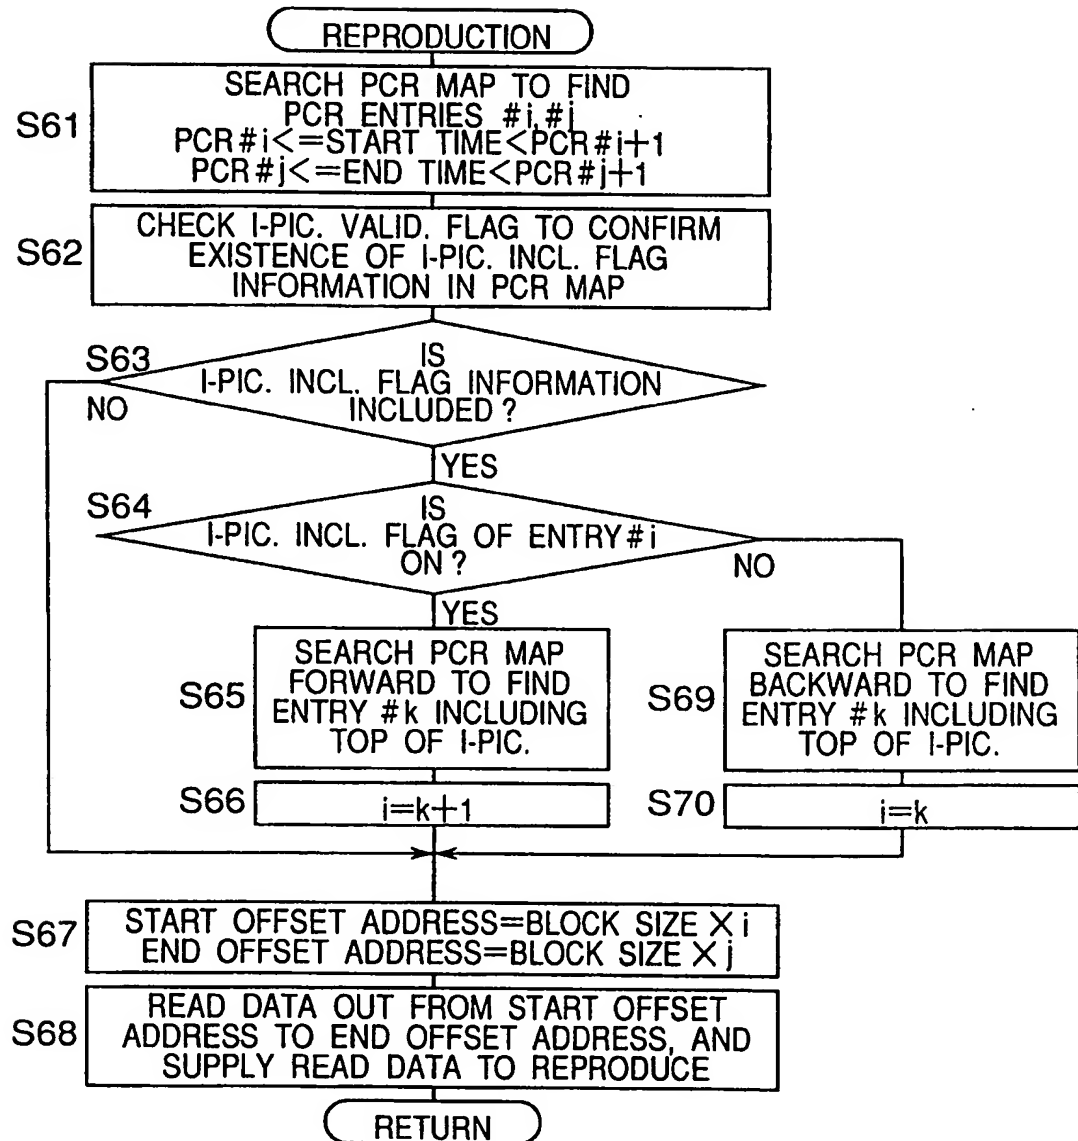 REPRODUCTION
S61
SEARCH PCR MAP TO FIND
PCR ENTRIES #i,#j
PCR#i<=START TIME<PCR#i+1
PCR#j<=END TIME<PCR#j+1
S62
CHECK I-PIC. VALID. FLAG TO CONFIRM
EXISTENCE OF I-PIC. INCL. FLAG
INFORMATION IN PCR MAP
S63
IS
I-PIC. INCL. FLAG INFORMATION
INCLUDED?
NO
YES
S64
IS
I-PIC. INCL. FLAG OF ENTRY#i
ON?
NO
YES
S65
SEARCH PCR MAP
FORWARD TO FIND
ENTRY #k INCLUDING
TOP OF I-PIC.
S69
SEARCH PCR MAP
BACKWARD TO FIND
ENTRY #k INCLUDING
TOP OF I-PIC.
S66
i=k+1
S70
i=k
S67
START OFFSET ADDRESS=BLOCK SIZE×i
END OFFSET ADDRESS=BLOCK SIZE×j
S68
READ DATA OUT FROM START OFFSET
ADDRESS TO END OFFSET ADDRESS, AND
SUPPLY READ DATA TO REPRODUCE
RETURN